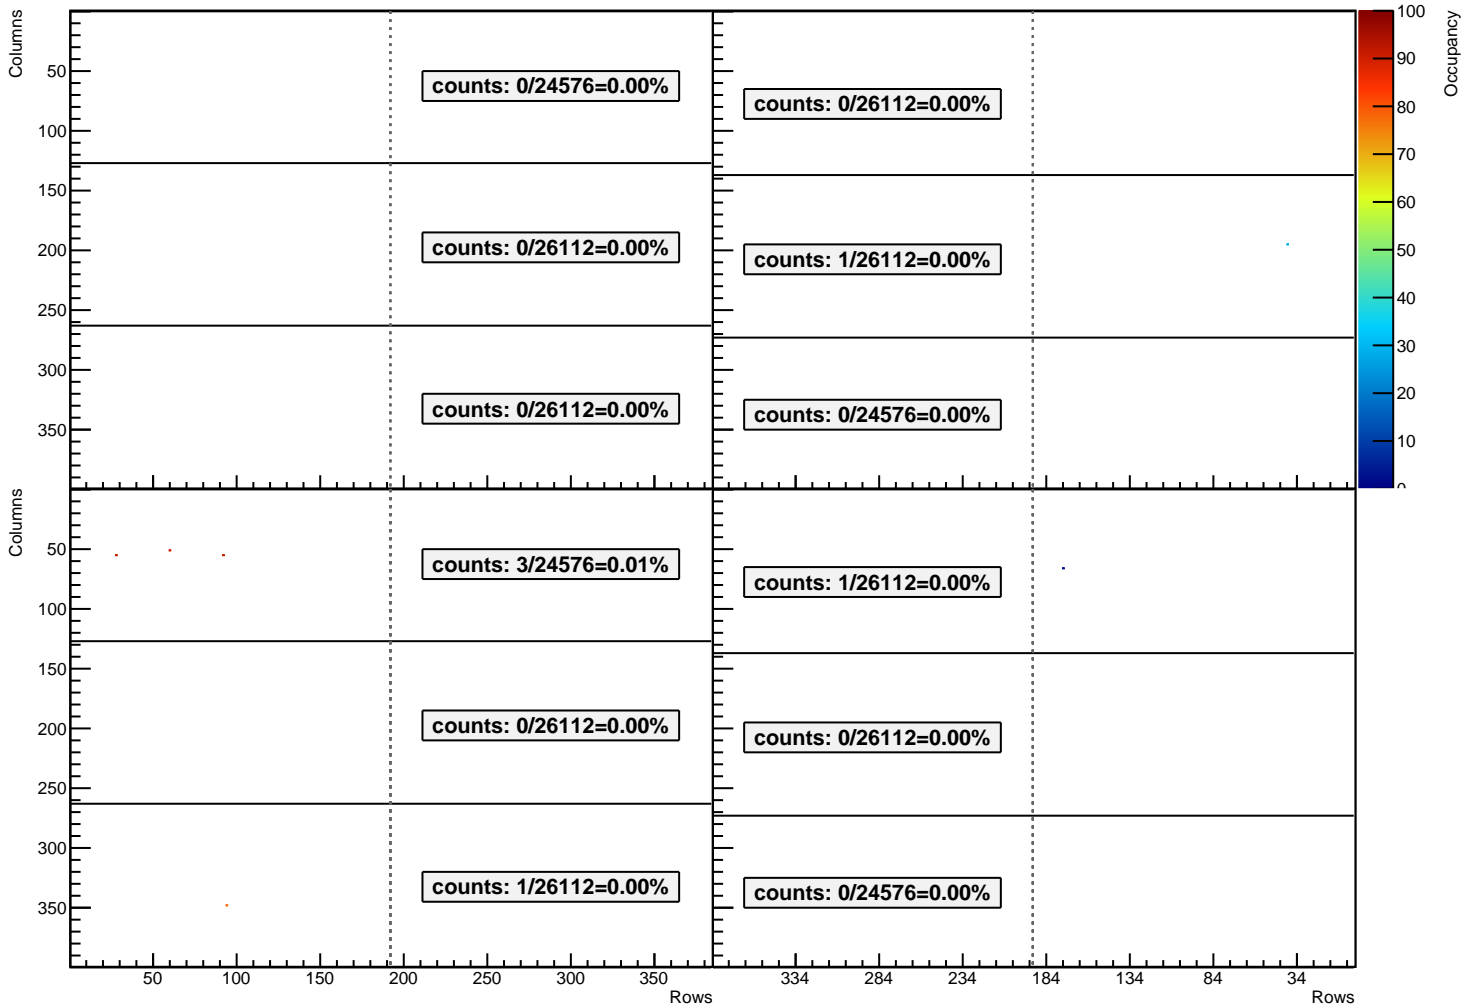 Columns
50
100
150
200
250
300
350
counts: 0/24576=0.00%
counts: 0/26112=0.00%
counts: 0/26112=0.00%
counts: 0/26112=0.00%
counts: 1/26112=0.00%
counts: 0/24576=0.00%
100
90
80
70
60
50
40
30
20
10
0
Occupancy
Columns
50
100
150
200
250
300
350
counts: 3/24576=0.01%
counts: 0/26112=0.00%
counts: 1/26112=0.00%
50 100 150 200 250 300 350
Rows
counts: 1/26112=0.00%
counts: 0/26112=0.00%
counts: 0/24576=0.00%
334 284 234 184 134 84 34
Rows